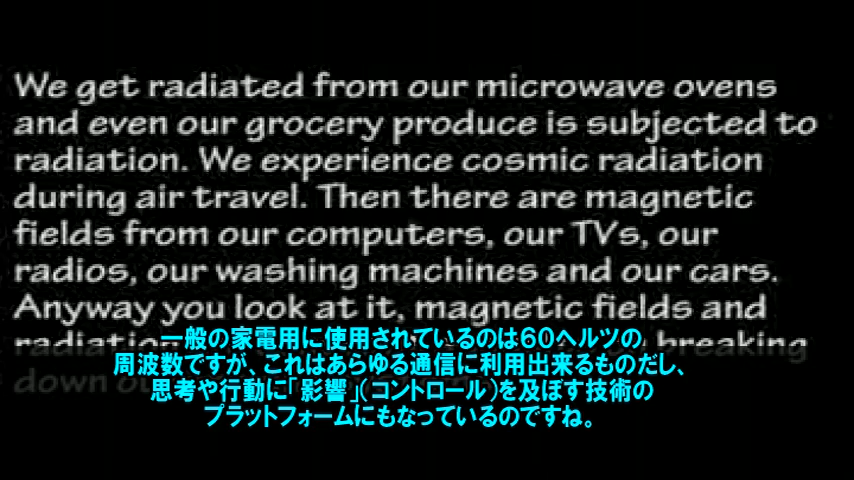 We get radiated from our microwave ovens
and even our grocery produce is subjected to
radiation. We experience cosmic radiation
during air travel. Then there are magnetic
fields from our computers, our TVs, our
radios, our washing machines and our cars.
Anyway you look at it, magnetic fields and
radiation breaking
down
一般の家電用に使用されているのは60ヘルツの
周波数ですが、これはあらゆる通信に利用出来るものだし、
思考や行動に「影響」(コントロール)を及ぼす技術の
プラットフォームにもなっているのですね。